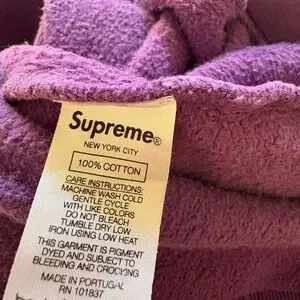 Supreme®
NEW YORK CITY
100% COTTON
CARE INSTRUCTIONS:
MACHINE WASH COLD
GENTLE CYCLE
WITH LIKE COLORS
DO NOT BLEACH
TUMBLE DRY LOW
IRON USING LOW HEAT
THIS GARMENT IS PIGMENT
DYED AND SUBJECT TO
BLEEDING AND CROCKING
MADE IN PORTUGAL
RN 101837